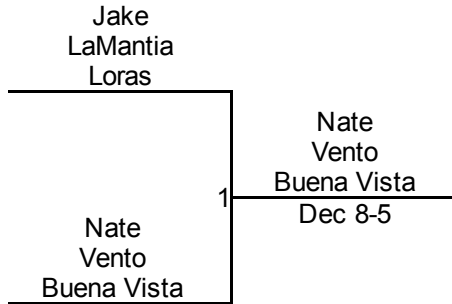 Jake
LaMantia
Loras
Nate
Vento
Buena Vista
1
Dec 8-5
Nate
Vento
Buena Vista